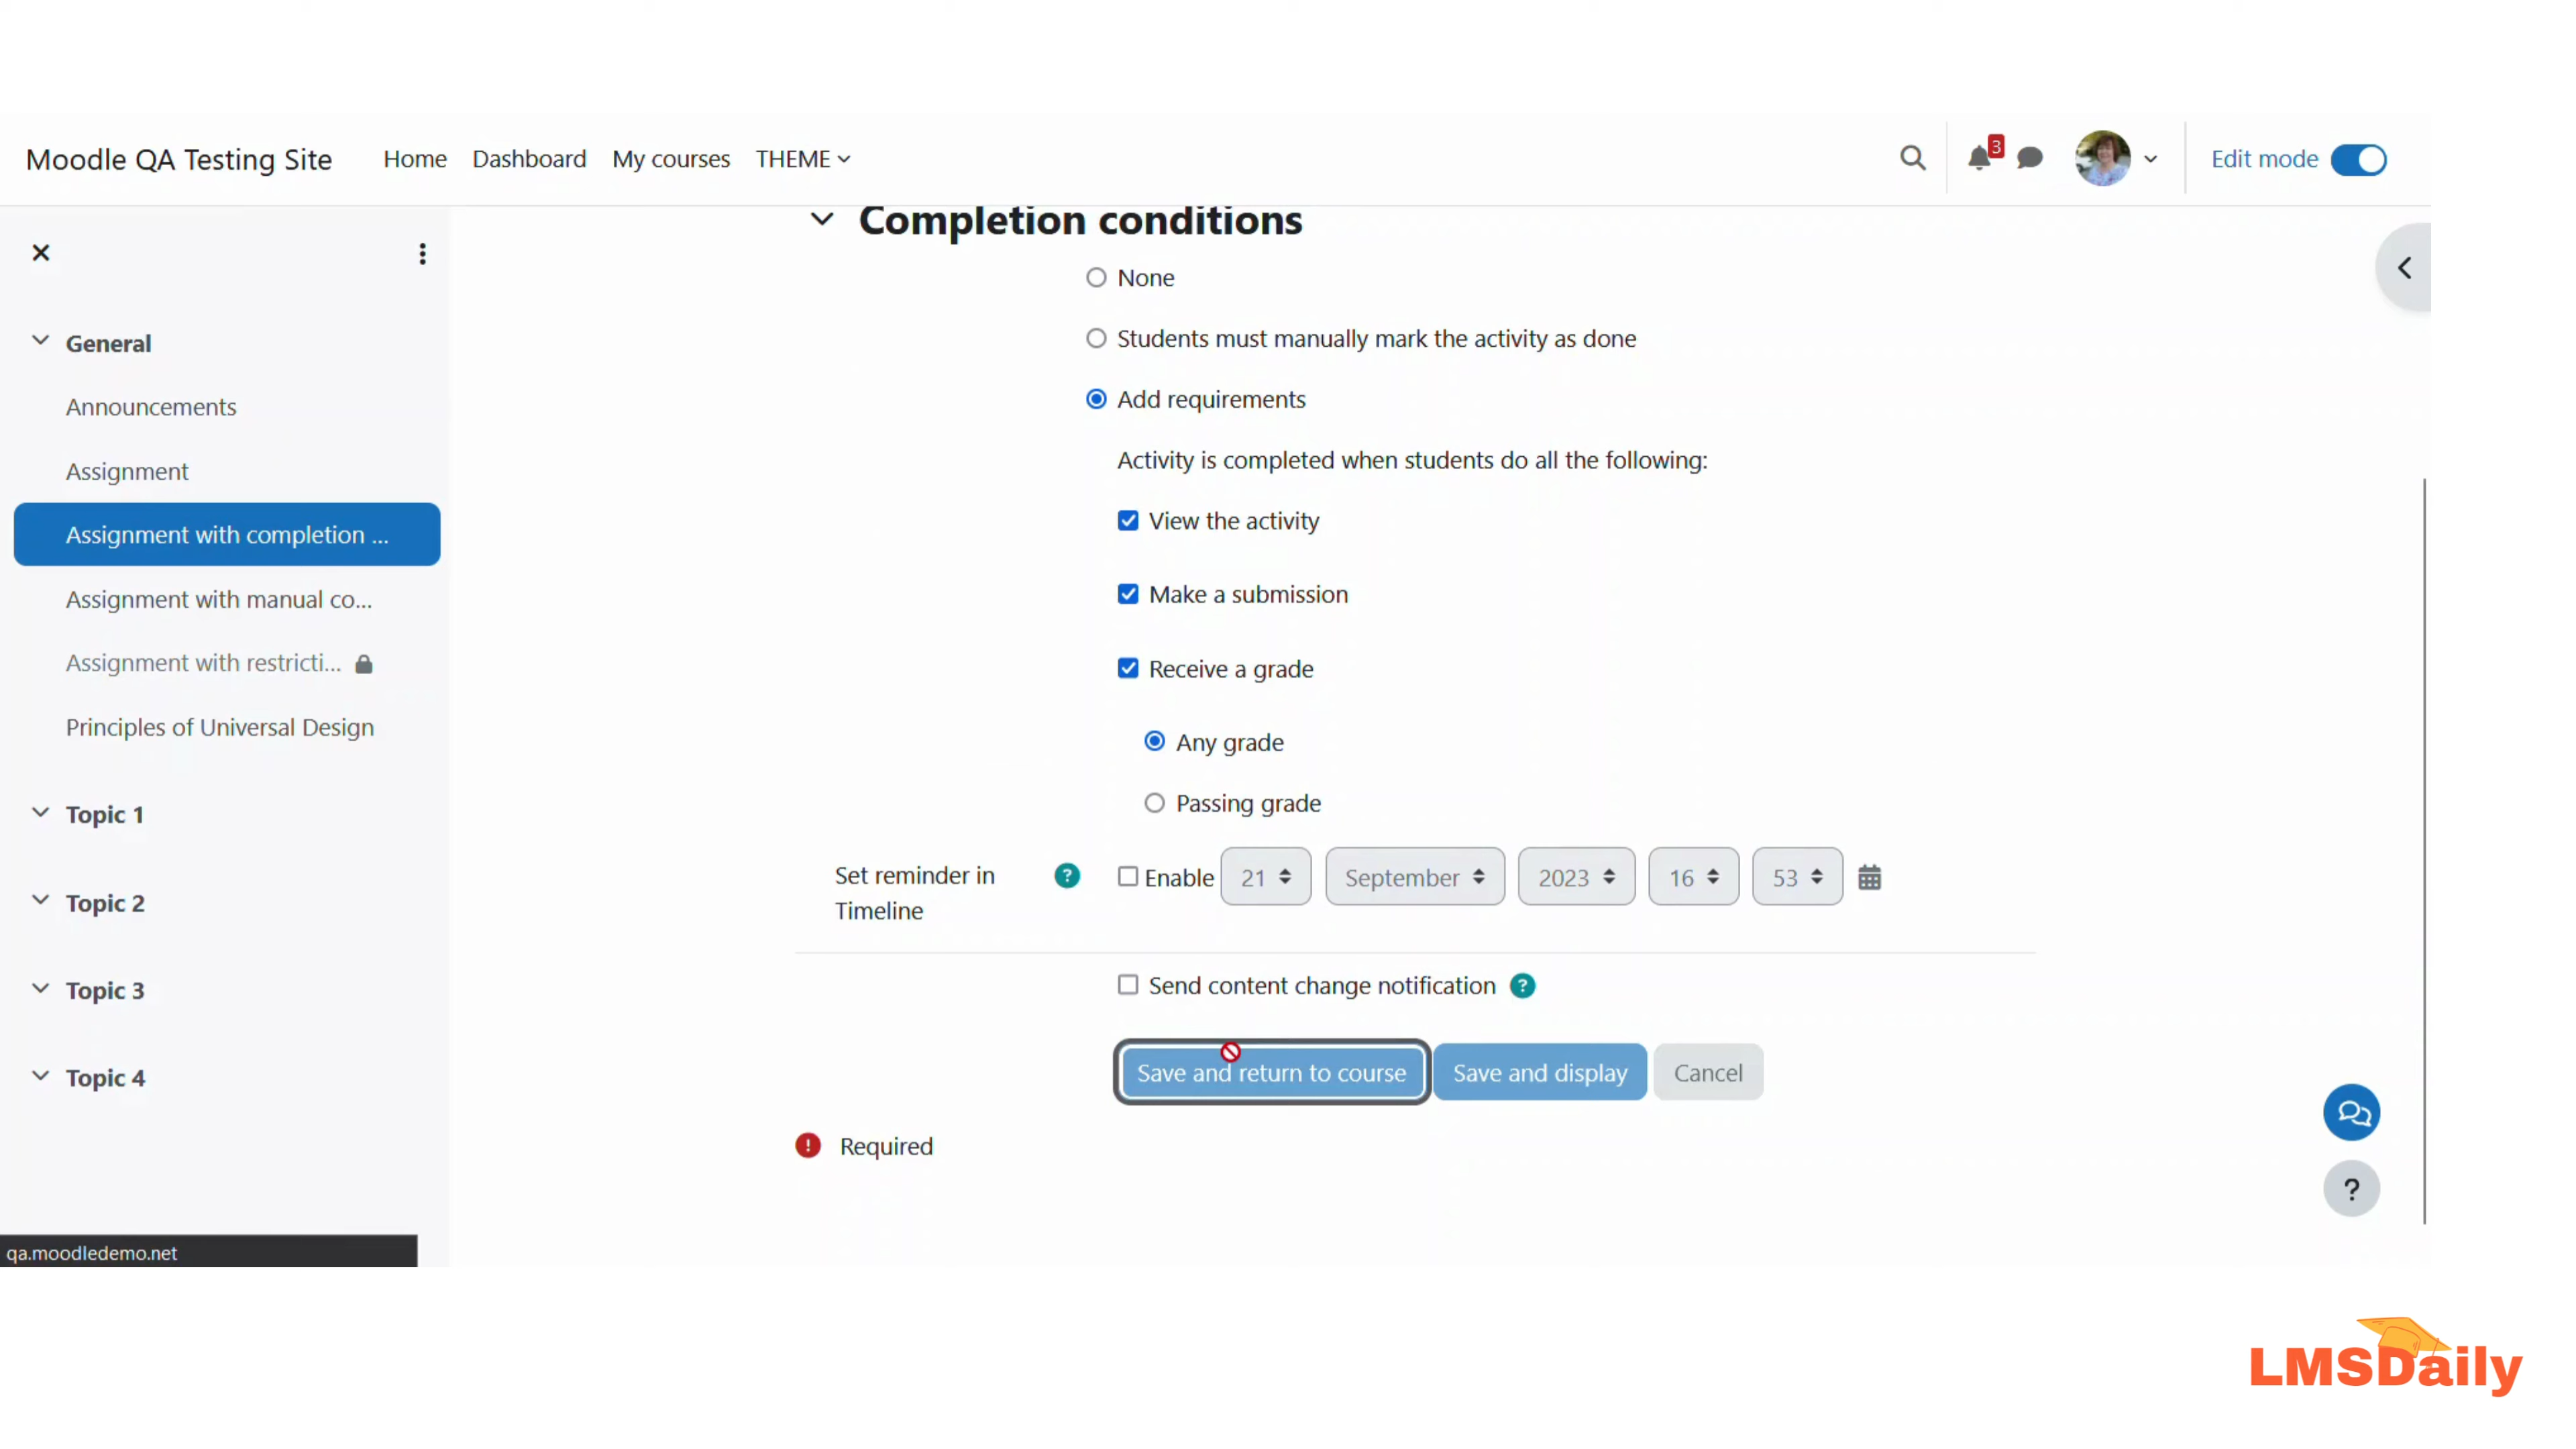 Moodle QA Testing Site Home Dashboard My courses THEME 3 Edit mode
Completion conditions
None
Students must manually mark the activity as done
Add requirements
Activity is completed when students do all the following:
View the activity
Make a submission
Receive a grade
Any grade
Passing grade
Set reminder in
Timeline
? Enable 21 September 2023 16 53
Send content change notification ?
Save and return to course Save and display Cancel
! Required
General
Announcements
Assignment
Assignment with completion ...
Assignment with manual co...
Assignment with restricti...
Principles of Universal Design
Topic 1
Topic 2
Topic 3
Topic 4
?
qa.moodledemo.net
LMSDaily